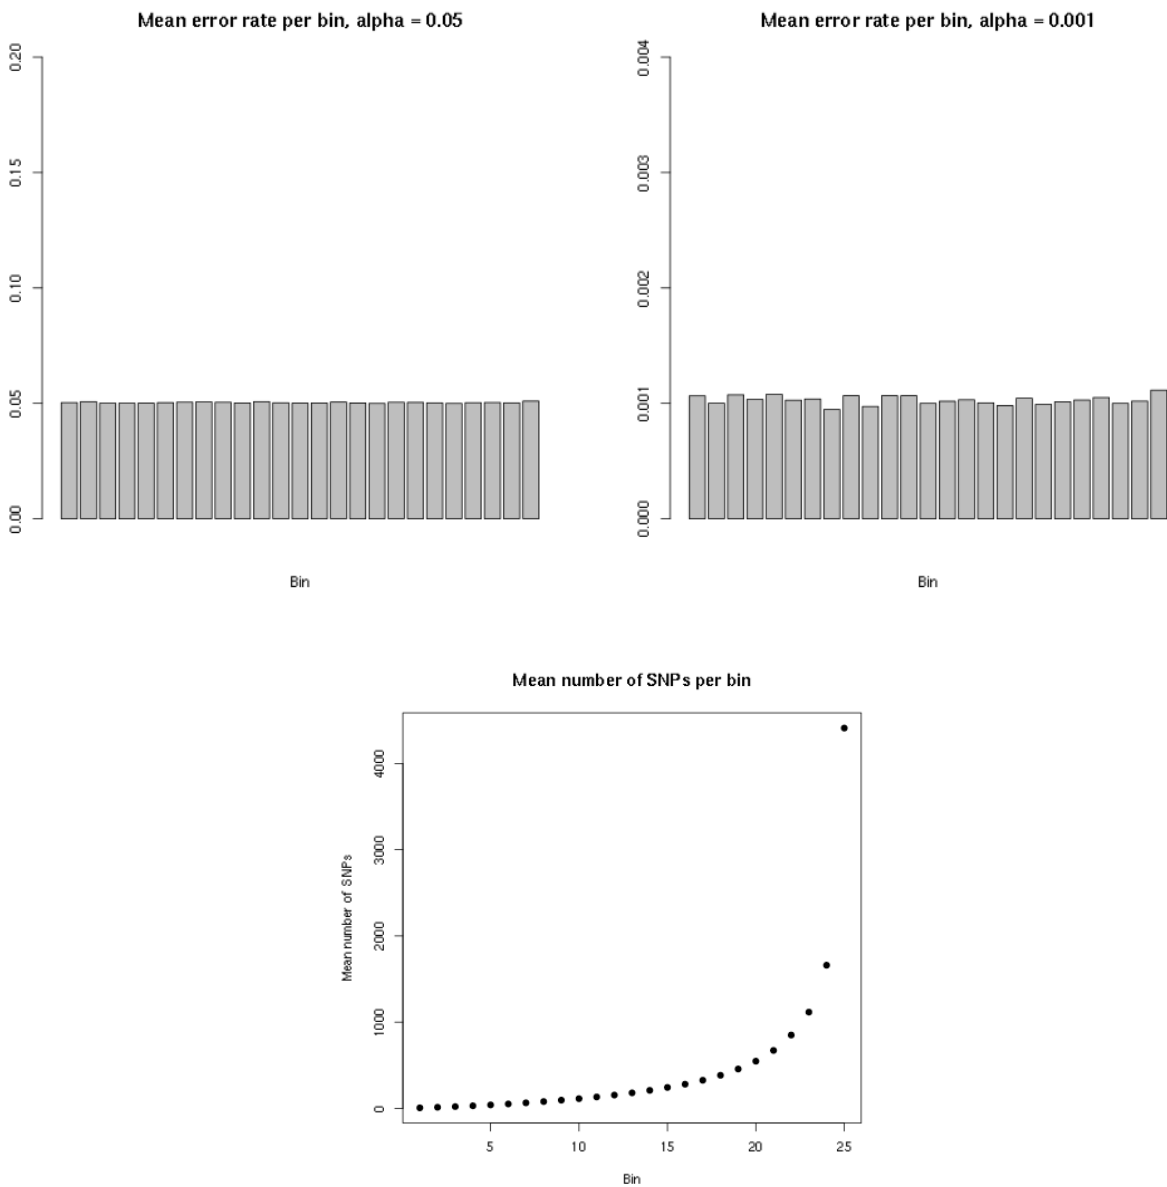 Mean error rate per bin, alpha = 0.05
0.20
0.15
0.10
0.05
0.00
Bin
Mean error rate per bin, alpha = 0.001
0.004
0.003
0.002
0.001
0.000
Bin
Mean number of SNPs per bin
Mean number of SNPs
4000
3000
2000
1000
0
5 10 15 20 25
Bin